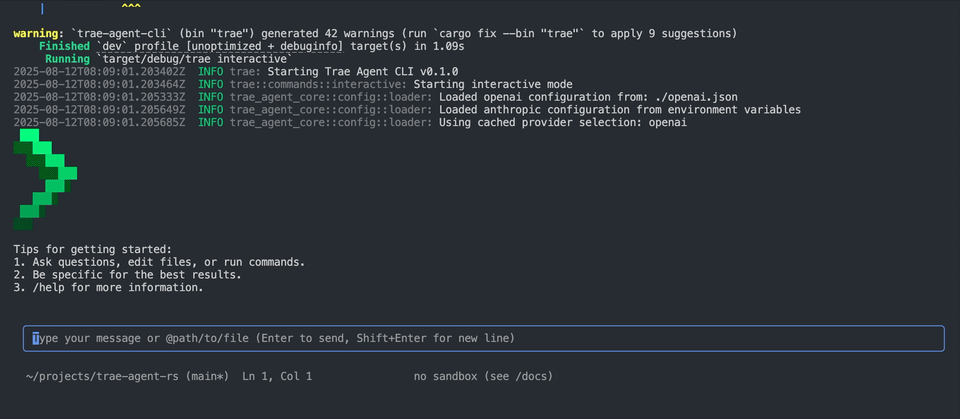 | ^^^
warning: `trae-agent-cli` (bin "trae") generated 42 warnings (run `cargo fix --bin "trae"` to apply 9 suggestions)
Finished `dev` profile [unoptimized + debuginfo] target(s) in 1.09s
Running `target/debug/trae interactive`
2025-08-12T08:09:01.203402Z INFO trae: Starting Trae Agent CLI v0.1.0
2025-08-12T08:09:01.203464Z INFO trae::commands::interactive: Starting interactive mode
2025-08-12T08:09:01.205333Z INFO trae_agent_core::config::loader: Loaded openai configuration from: ./openai.json
2025-08-12T08:09:01.205649Z INFO trae_agent_core::config::loader: Loaded anthropic configuration from environment variables
2025-08-12T08:09:01.205685Z INFO trae_agent_core::config::loader: Using cached provider selection: openai
Tips for getting started:
1. Ask questions, edit files, or run commands.
2. Be specific for the best results.
3. /help for more information.
Type your message or @path/to/file (Enter to send, Shift+Enter for new line)
~/projects/trae-agent-rs (main*) Ln 1, Col 1 no sandbox (see /docs)